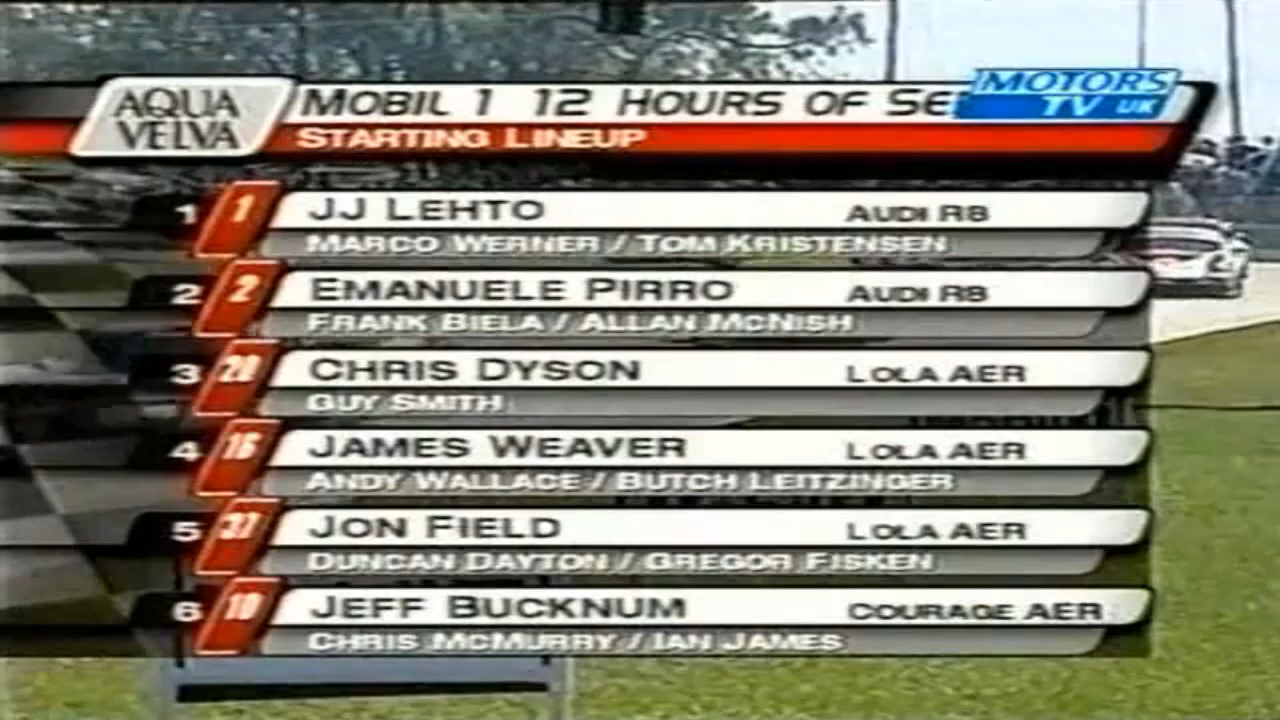 AQUA VELVA
MOBIL 1 12 HOURS OF SE
MOTORS TV UK
STARTING LINEUP
1 1 JJ LEHTO AUDI R8
MARCO WERNER / TOM KRISTENSEN
2 2 EMANUELE PIRRO AUDI R8
FRANK BIELA / ALLAN MCNISH
3 20 CHRIS DYSON LOLA AER
GUY SMITH
4 16 JAMES WEAVER LOLA AER
ANDY WALLACE / BUTCH LEITZINGER
5 37 JON FIELD LOLA AER
DUNCAN DAYTON / GREGOR FISKEN
6 10 JEFF BUCKNUM COURAGE AER
CHRIS MCMURRY / IAN JAMES